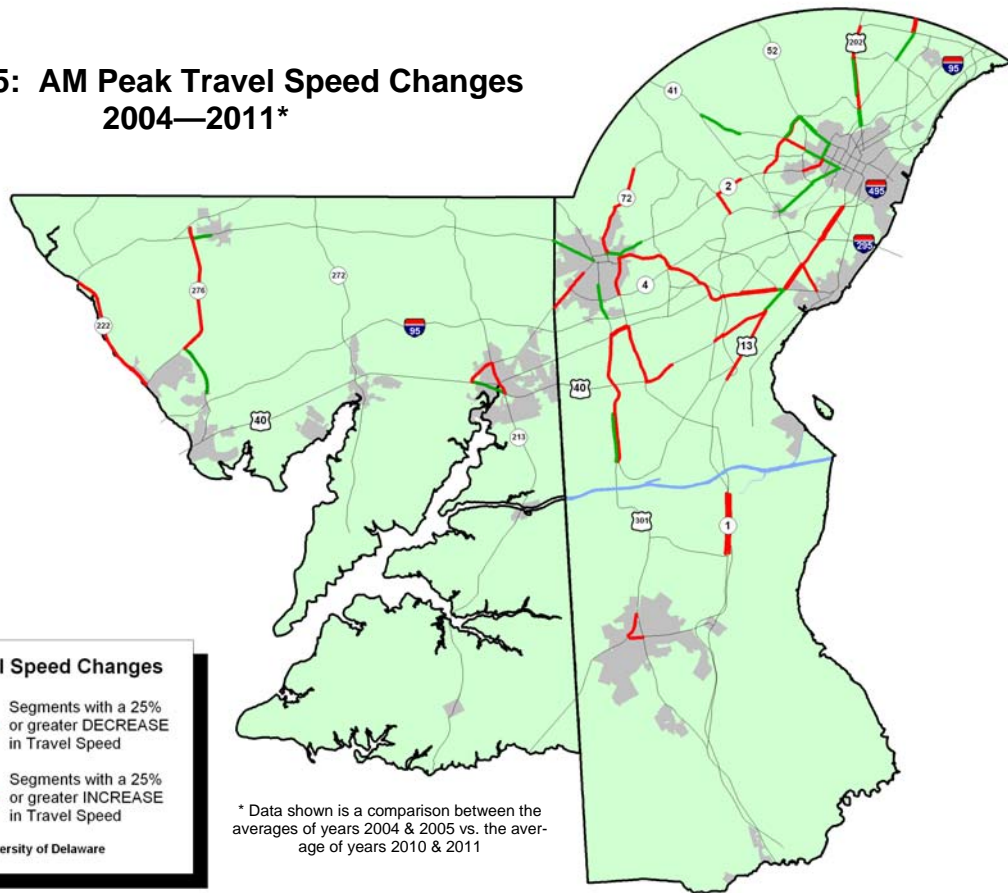 5: AM Peak Travel Speed Changes
2004—2011*
52
202
95
41
72
2
495
295
4
276
272
222
95
13
40
40
213
301
1
l Speed Changes
Segments with a 25%
or greater DECREASE
in Travel Speed
Segments with a 25%
or greater INCREASE
in Travel Speed
ersity of Delaware
* Data shown is a comparison between the
averages of years 2004 & 2005 vs. the aver-
age of years 2010 & 2011